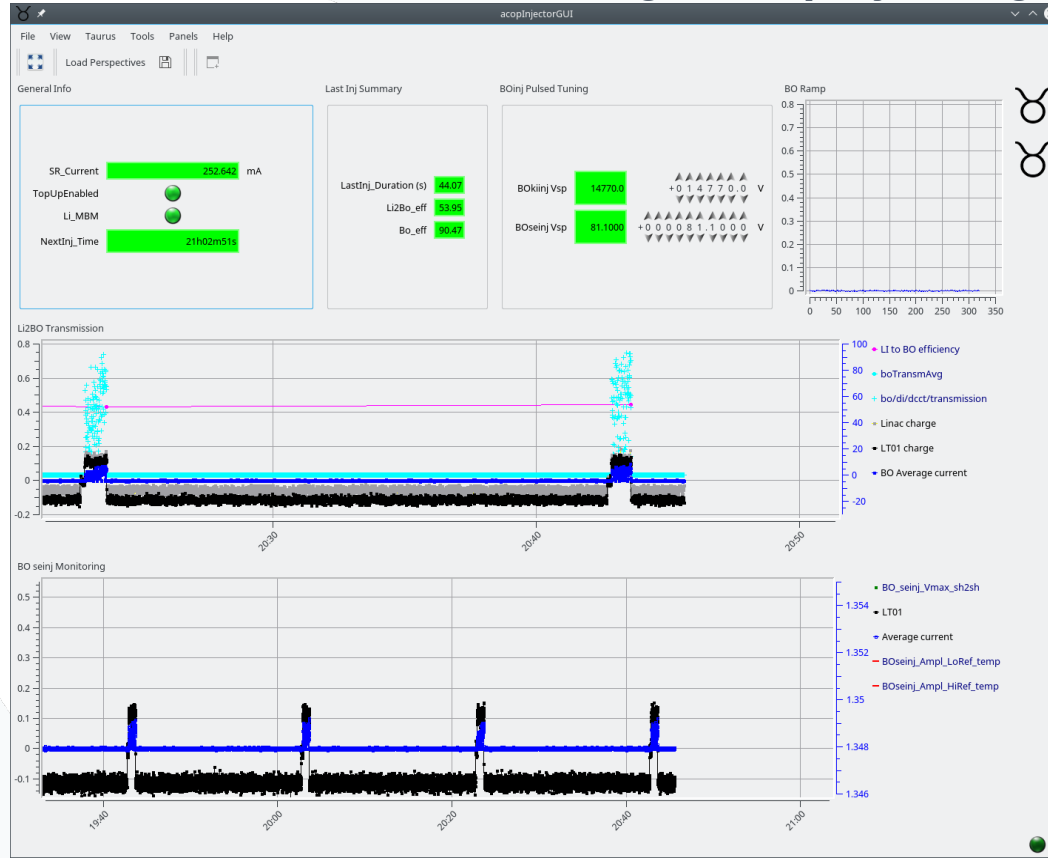 acopInjectorGUI
File View Taurus Tools Panels Help
Load Perspectives
General Info
SR_Current 252.642 mA
TopUpEnabled
Li_MBM
NextInj_Time 21h02m51s
Last Inj Summary
LastInj_Duration (s) 44.07
Li2Bo_eff 53.95
Bo_eff 90.47
BOinj Pulsed Tuning
BOkiinj Vsp 14770.0 +014770.0 V
BOseinj Vsp 81.1000 +000081.1000 V
BO Ramp
0.8
0.7
0.6
0.5
0.4
0.3
0.2
0.1
0
0 50 100 150 200 250 300 350
Li2BO Transmission
0.8
0.6
0.4
0.2
0
-0.2
100
80
60
40
20
0
-20
20:30 20:40 20:50
LI to BO efficiency
boTransmAvg
bo/di/dcct/transmission
Linac charge
LT01 charge
BO Average current
BO seinj Monitoring
0.5
0.4
0.3
0.2
0.1
0
-0.1
1.354
1.352
1.35
1.348
1.346
19:40 20:00 20:20 20:40 21:00
BO_seinj_Vmax_sh2sh
LT01
Average current
BOseinj_Ampl_LoRef_temp
BOseinj_Ampl_HiRef_temp